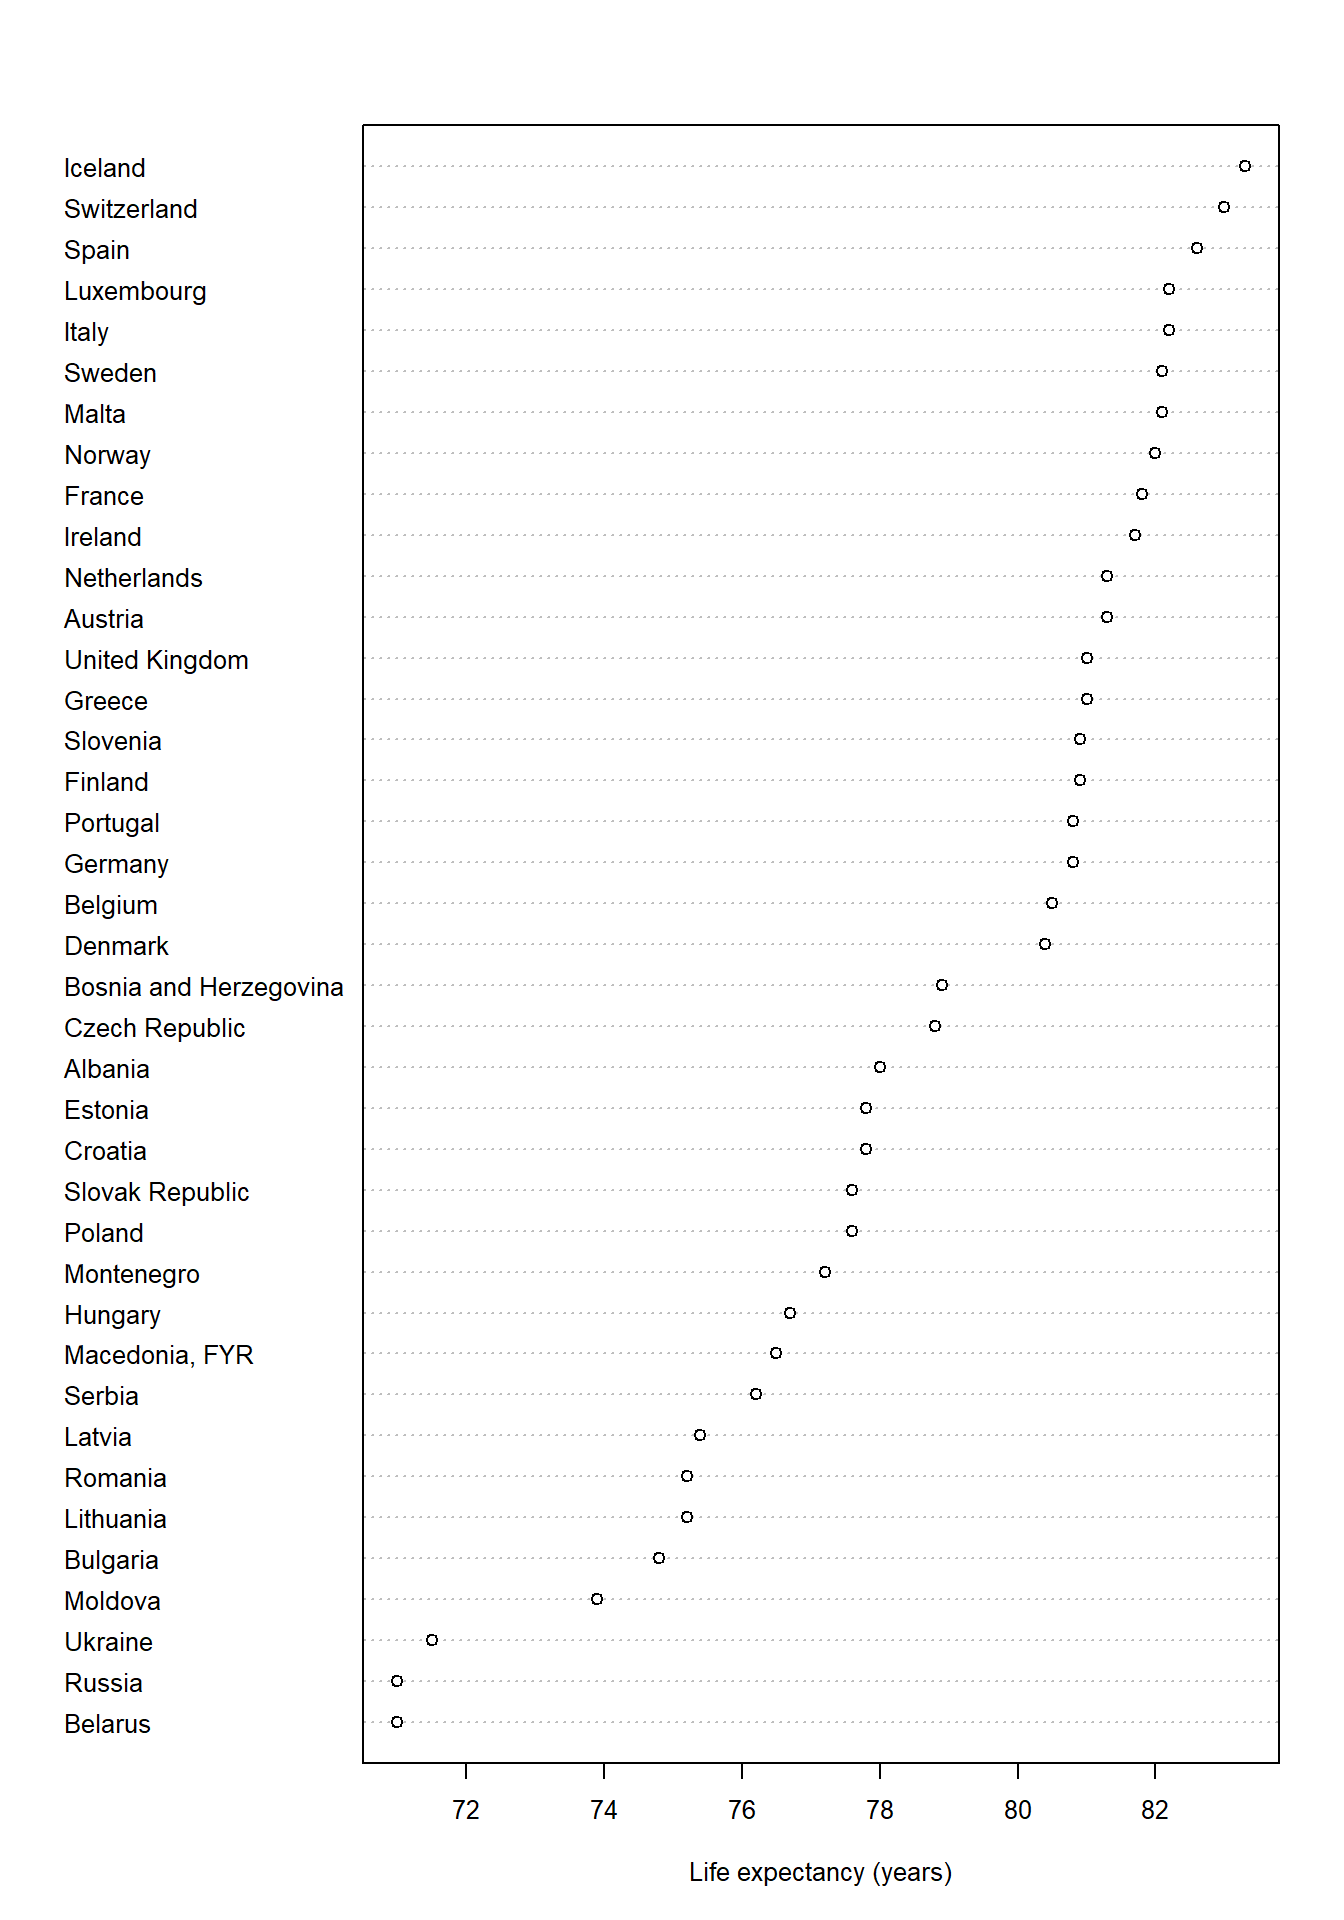 Iceland
Switzerland
Spain
Luxembourg
Italy
Sweden
Malta
Norway
France
Ireland
Netherlands
Austria
United Kingdom
Greece
Slovenia
Finland
Portugal
Germany
Belgium
Denmark
Bosnia and Herzegovina
Czech Republic
Albania
Estonia
Croatia
Slovak Republic
Poland
Montenegro
Hungary
Macedonia, FYR
Serbia
Latvia
Romania
Lithuania
Bulgaria
Moldova
Ukraine
Russia
Belarus
72 74 76 78 80 82
Life expectancy (years)